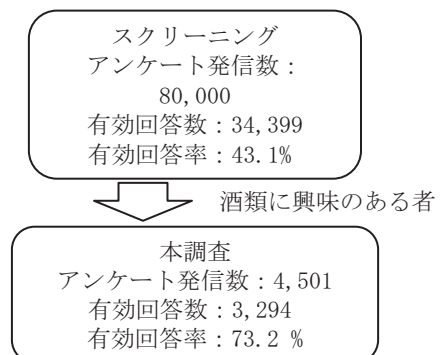 スクリーニング
アンケート発信数：
80,000
有効回答数：34,399
有効回答率：43.1%
酒類に興味のある者
本調査
アンケート発信数：4,501
有効回答数：3,294
有効回答率：73.2 %